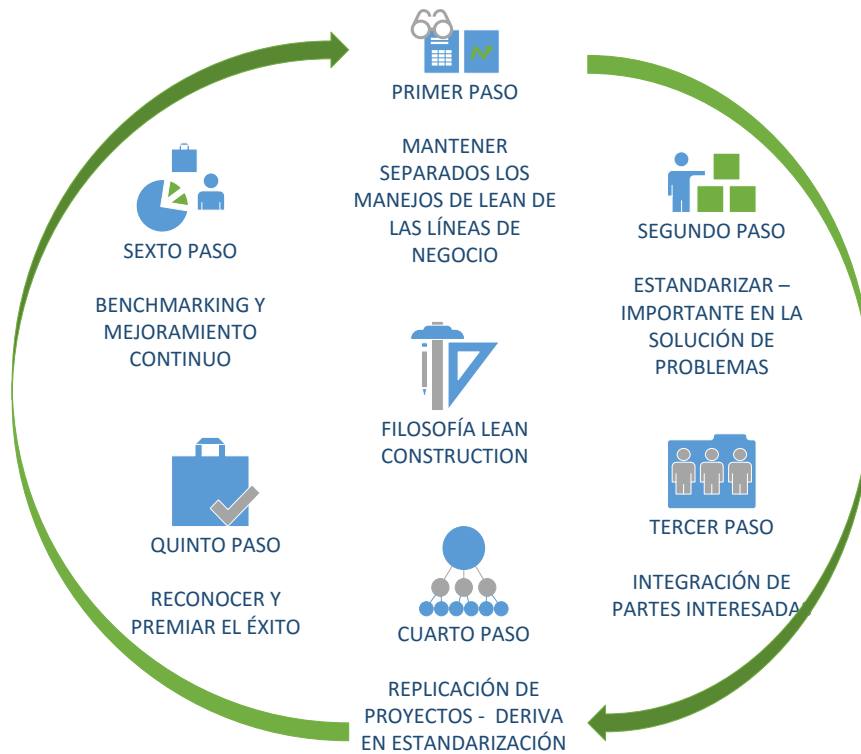 PRIMER PASO
MANTENER
SEPARADOS LOS
MANEJOS DE LEAN DE
LAS LÍNEAS DE
NEGOCIO
SEGUNDO PASO
ESTANDARIZAR –
IMPORTANTE EN LA
SOLUCIÓN DE
PROBLEMAS
TERCER PASO
INTEGRACIÓN DE
PARTES INTERESADAS
CUARTO PASO
REPLICACIÓN DE
PROYECTOS - DERIVA
EN ESTANDARIZACIÓN
QUINTO PASO
RECONOCER Y
PREMIAR EL ÉXITO
SEXTO PASO
BENCHMARKING Y
MEJORAMIENTO
CONTINUO
FILOSOFÍA LEAN
CONSTRUCTION